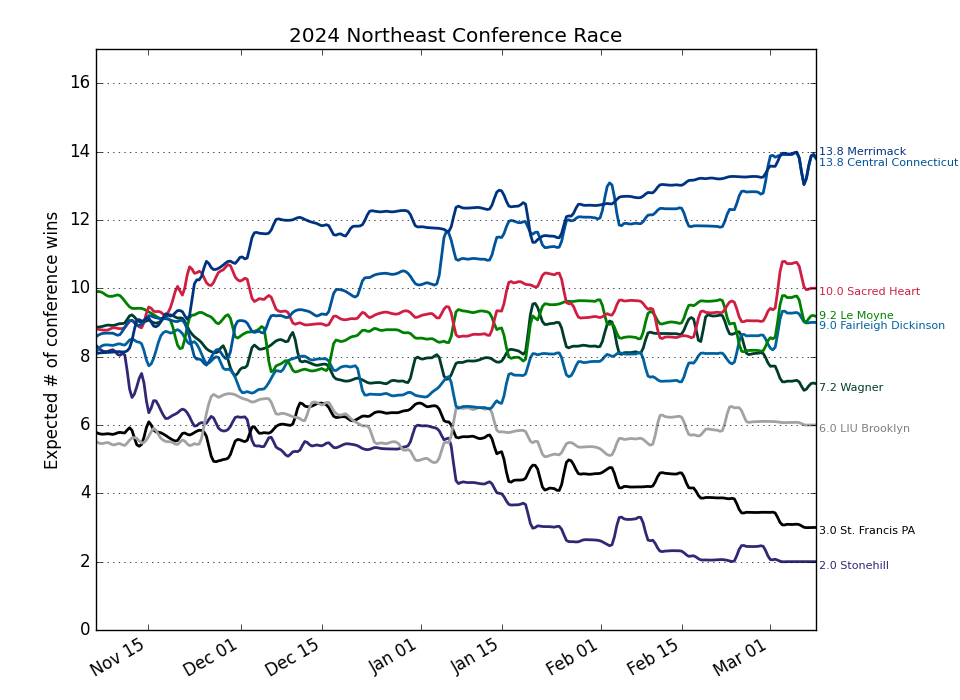 2024 Northeast Conference Race
Expected # of conference wins
16
14
12
10
8
6
4
2
0
Nov 15
Dec 01
Dec 15
Jan 01
Jan 15
Feb 01
Feb 15
Mar 01
13.8 Merrimack
13.8 Central Connecticut
10.0 Sacred Heart
9.2 Le Moyne
9.0 Fairleigh Dickinson
7.2 Wagner
6.0 LIU Brooklyn
3.0 St. Francis PA
2.0 Stonehill